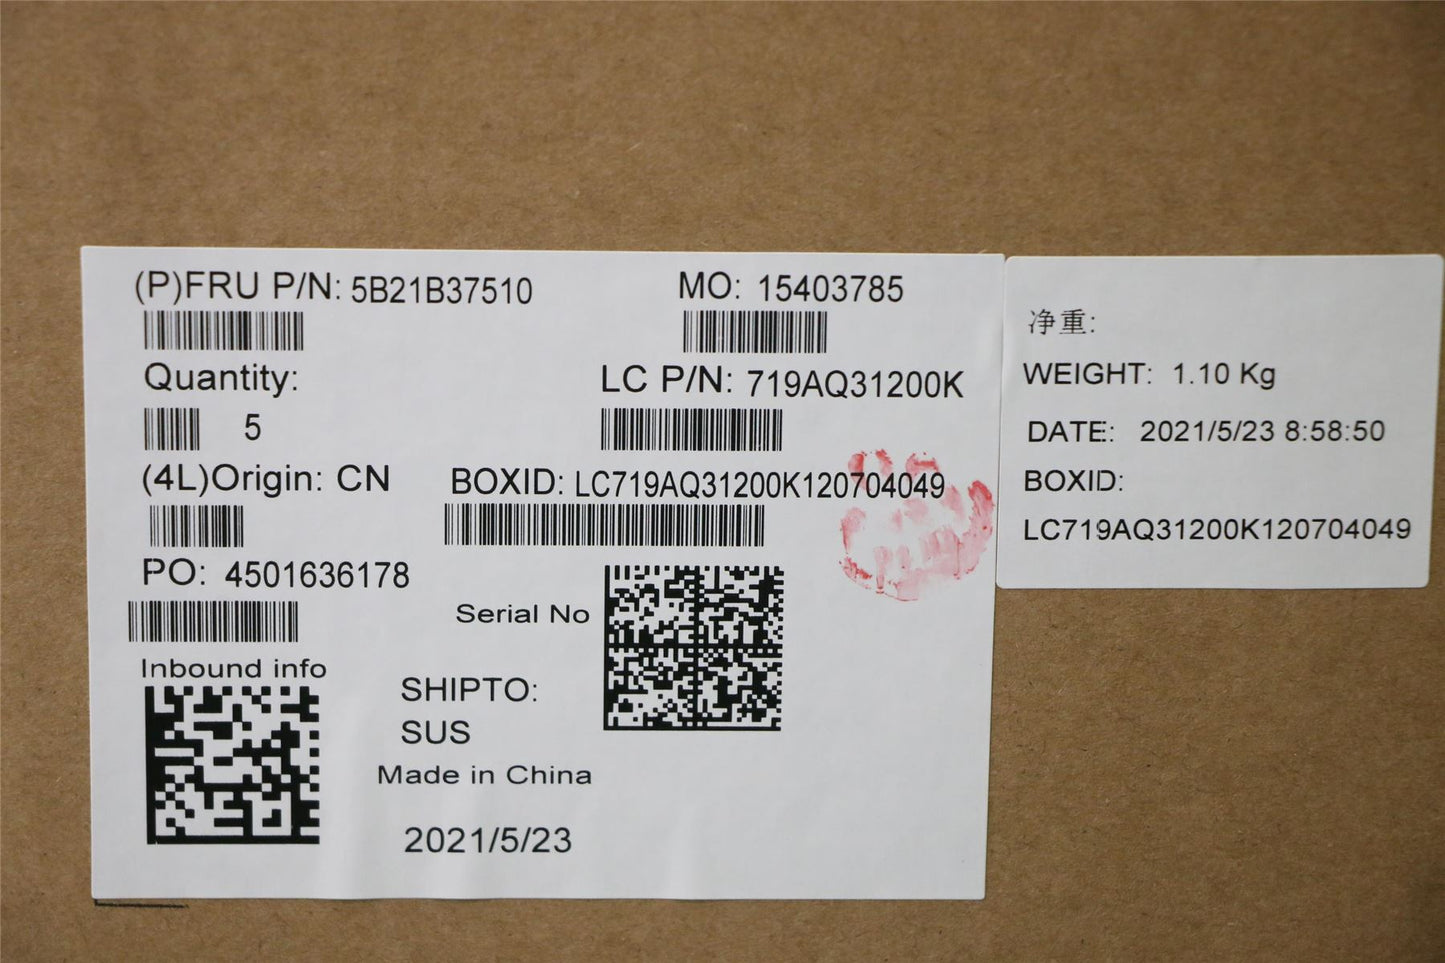 (P)FRU P/N: 5B21B37510
MO: 15403785
Quantity:
5
LC P/N: 719AQ31200K
(4L)Origin: CN
BOXID: LC719AQ31200K120704049
PO: 4501636178
Serial No
Inbound info
SHIPTO:
SUS
Made in China
2021/5/23
净重:
WEIGHT: 1.10 Kg
DATE: 2021/5/23 8:58:50
BOXID:
LC719AQ31200K120704049